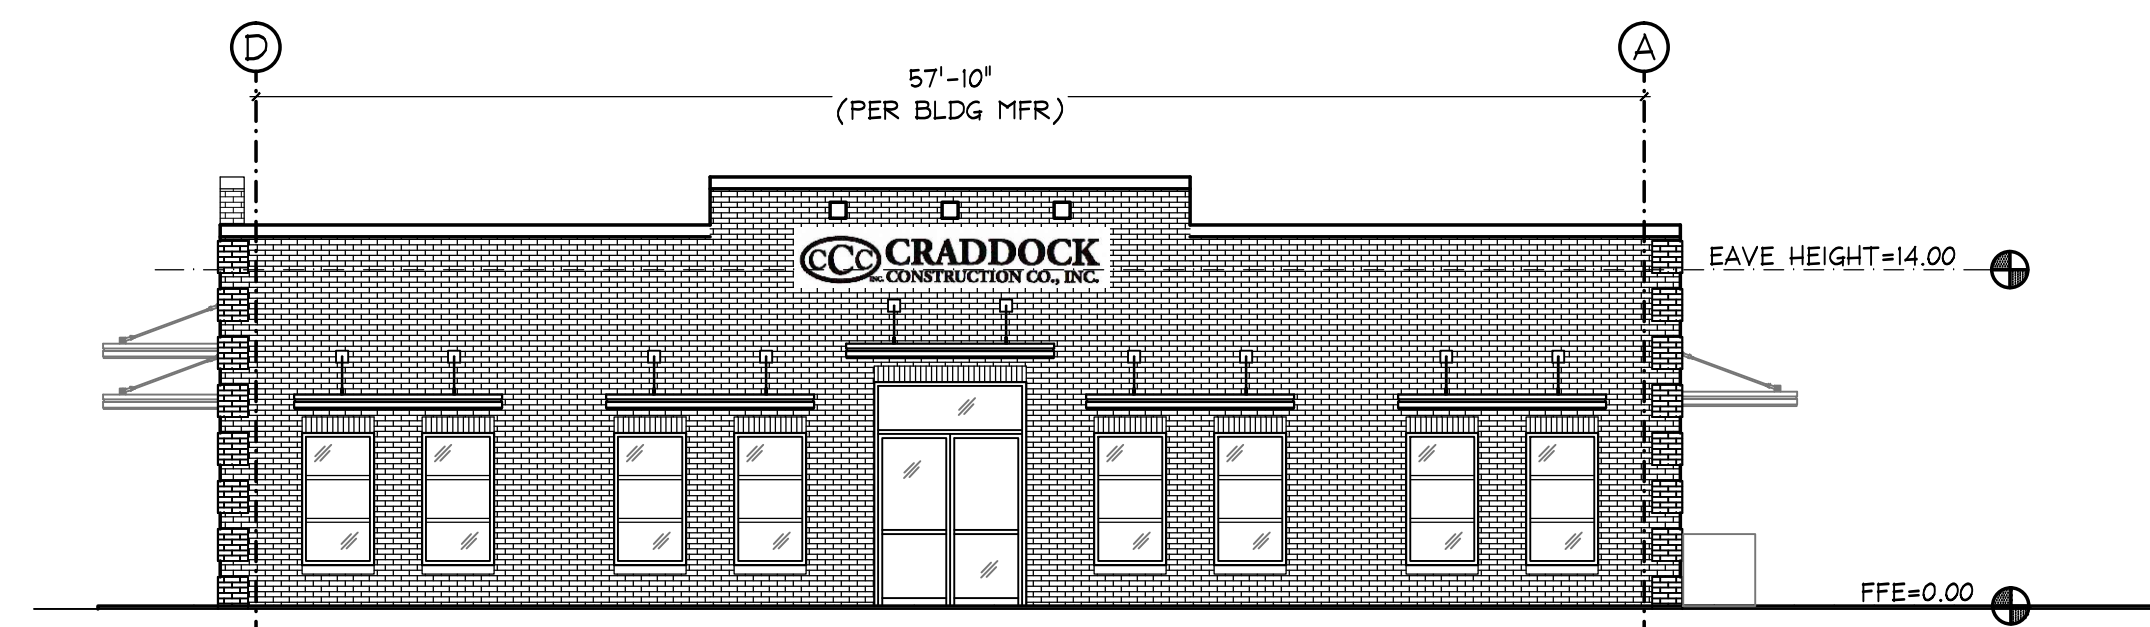 D
A
57'-10"
(PER BLDG MFR)
CCC
INC.
CRADDOCK
CONSTRUCTION CO., INC.
EAVE HEIGHT=14.00
FFE=0.00